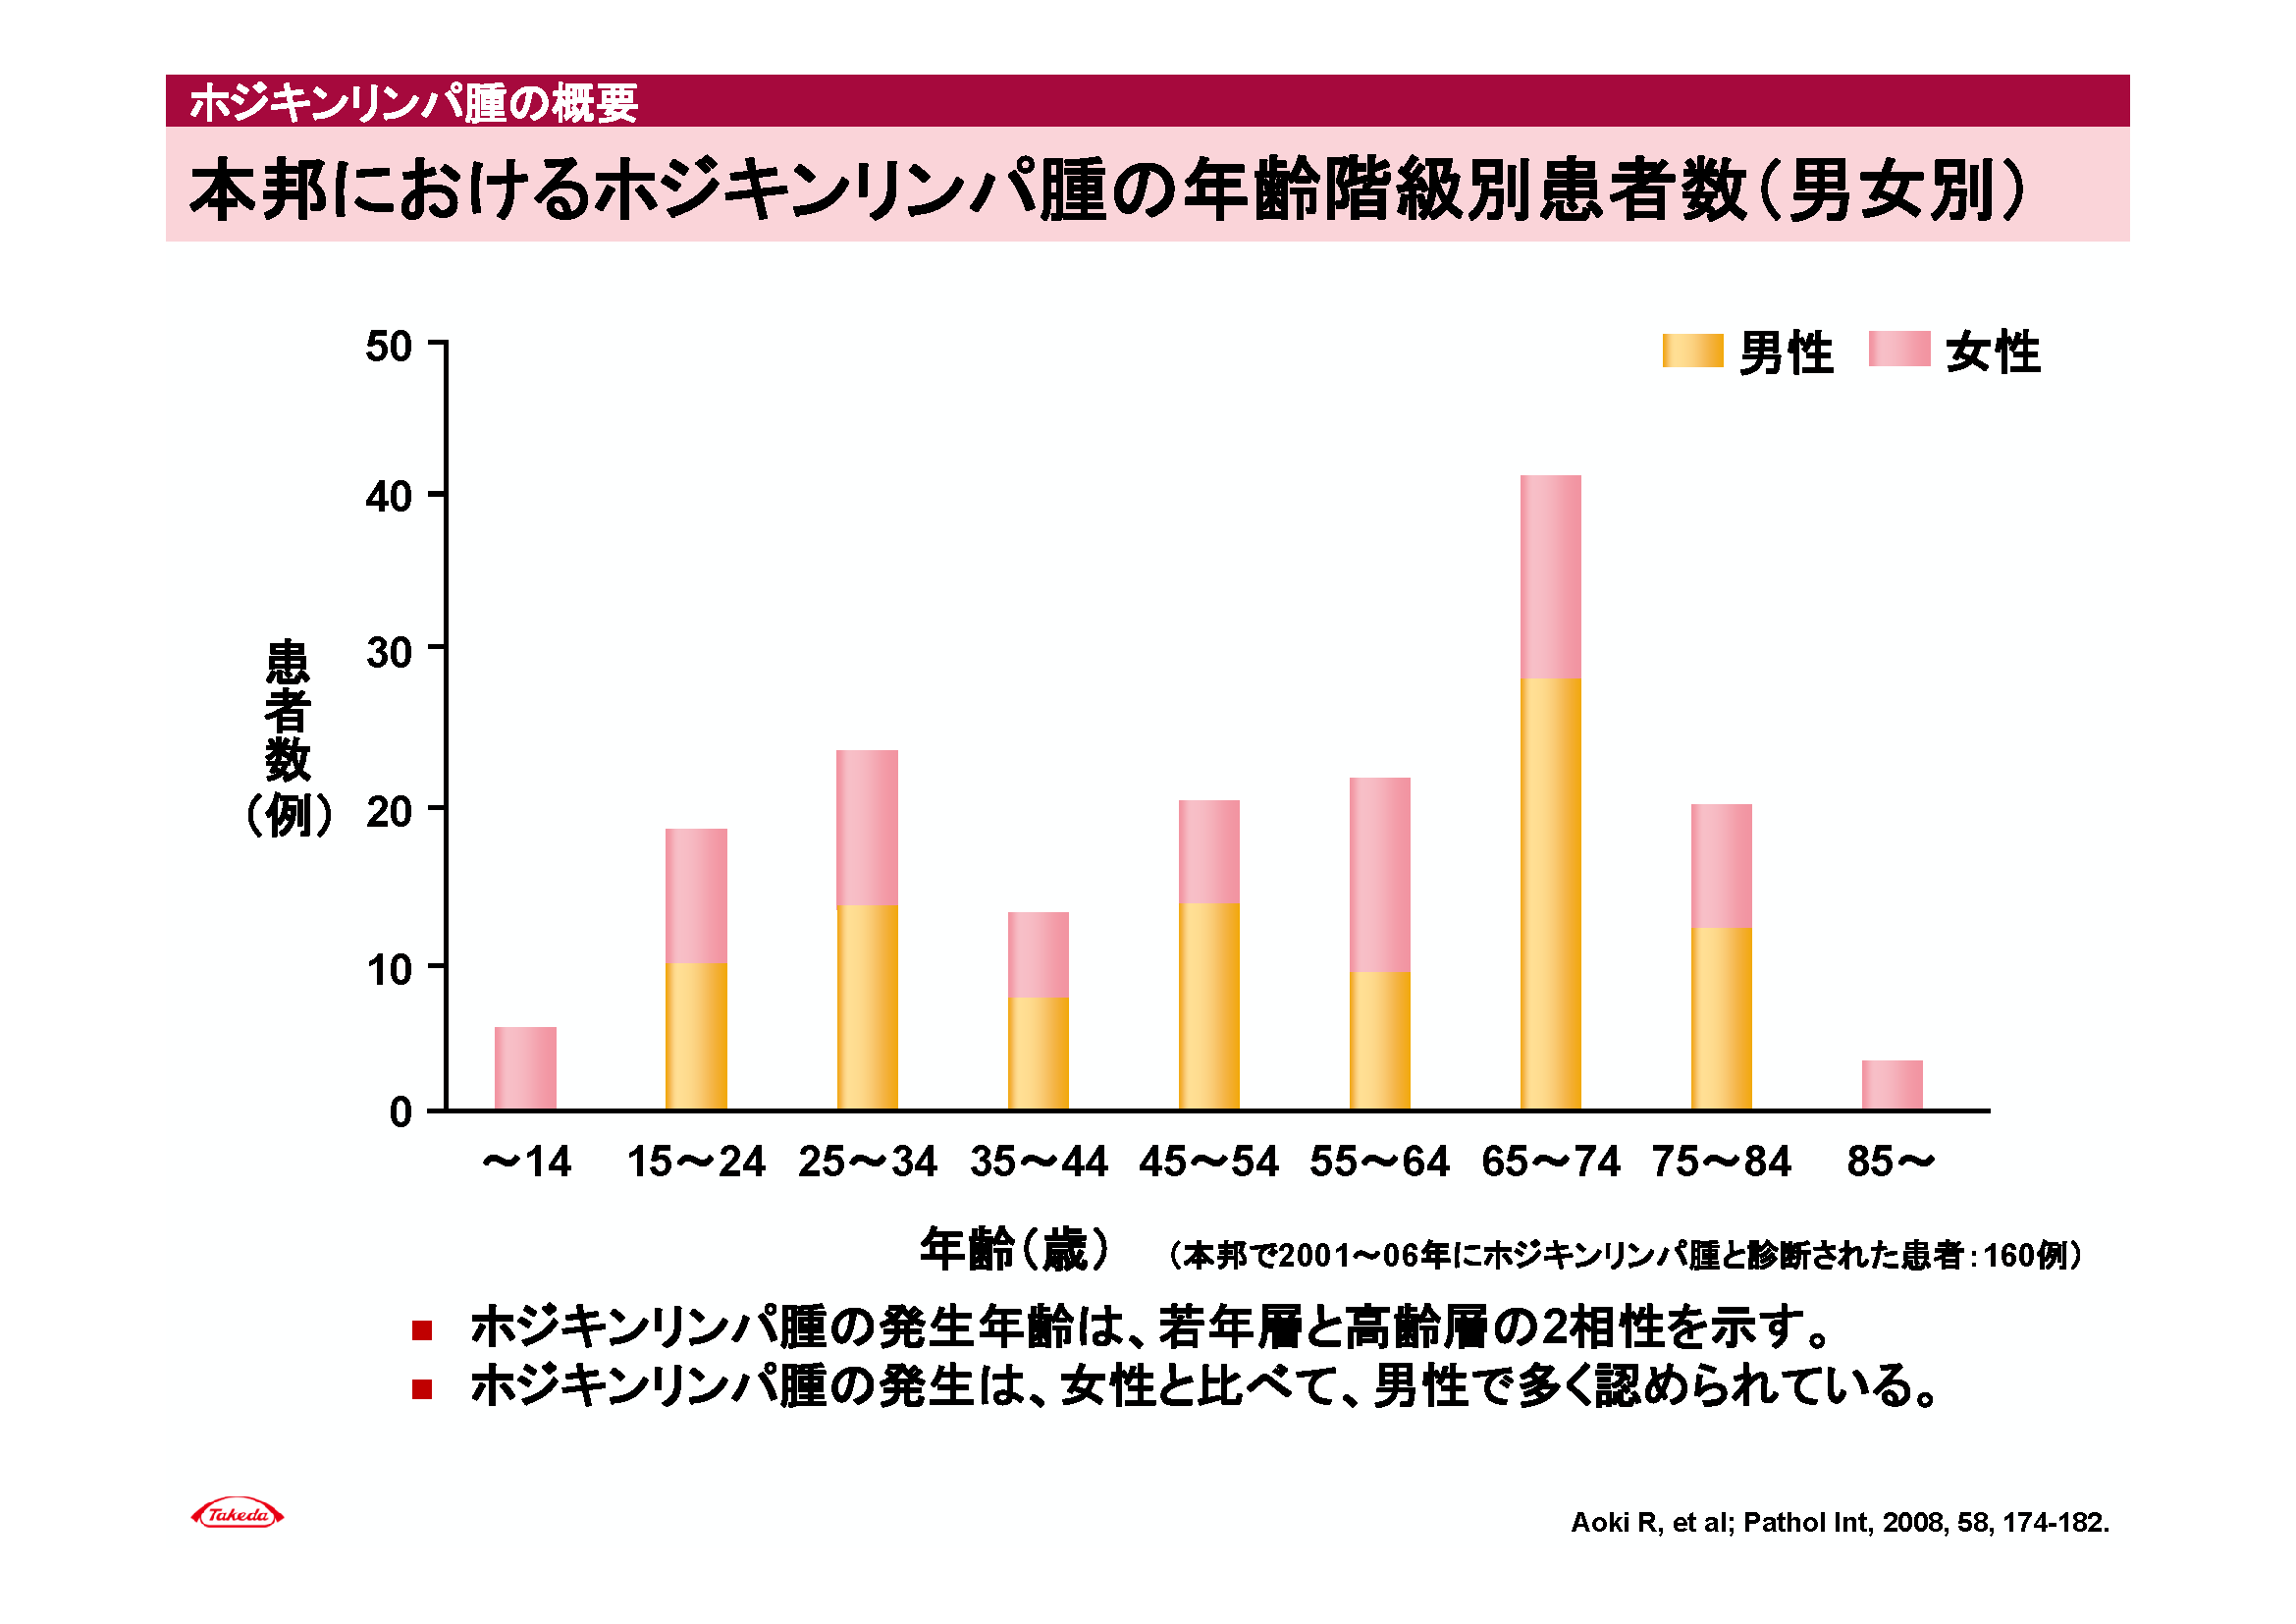 ホジキンリンパ腫の概要
本邦におけるホジキンリンパ腫の年齢階級別患者数（男女別）
男性 女性
50
40
30
20
10
0
患者数（例）
～14 15～24 25～34 35～44 45～54 55～64 65～74 75～84 85～
年齢（歳） （本邦で2001～06年にホジキンリンパ腫と診断された患者：160例）
ホジキンリンパ腫の発生年齢は、若年層と高齢層の2相性を示す。
ホジキンリンパ腫の発生は、女性と比べて、男性で多く認められている。
Takeda
Aoki R, et al; Pathol Int, 2008, 58, 174-182.